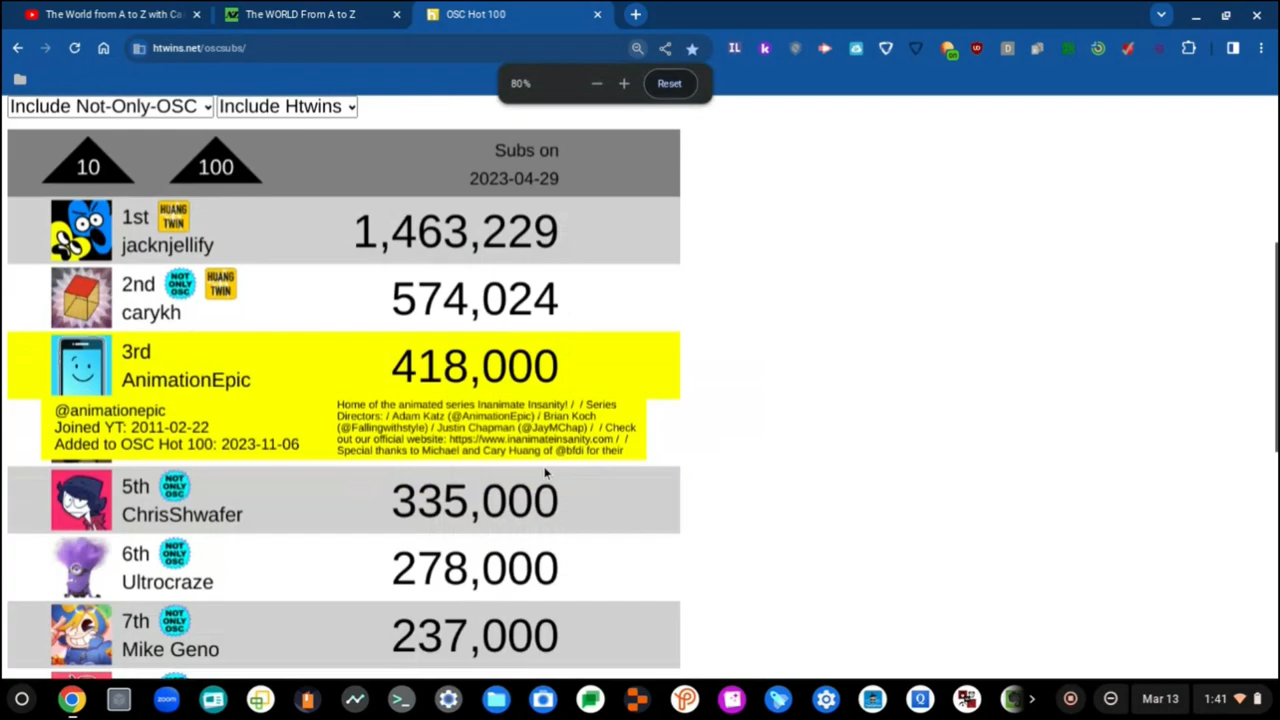 The World from A to Z with Ca
The WORLD From A to Z
OSC Hot 100
htwins.net/oscsubs/
80%
Reset
Include Not-Only-OSC
Include Htwins
10
100
Subs on
2023-04-29
1st
HUANG TWIN
jacknjellify
1,463,229
2nd
NOT ONLY OSC
HUANG TWIN
carykh
574,024
3rd
AnimationEpic
418,000
@animationepic
Joined YT: 2011-02-22
Added to OSC Hot 100: 2023-11-06
Home of the animated series Inanimate Insanity! / / Series
Directors: / Adam Katz (@AnimationEpic) / Brian Koch
(@Fallingwithstyle) / Justin Chapman (@JayMChap) / / Check
out our official website: https://www.inanimateinsanity.com / /
Special thanks to Michael and Cary Huang of @bfdi for their
5th
NOT ONLY OSC
ChrisShwafer
335,000
6th
NOT ONLY OSC
Ultrocraze
278,000
7th
NOT ONLY OSC
Mike Geno
237,000
zoom
Mar 13
1:41